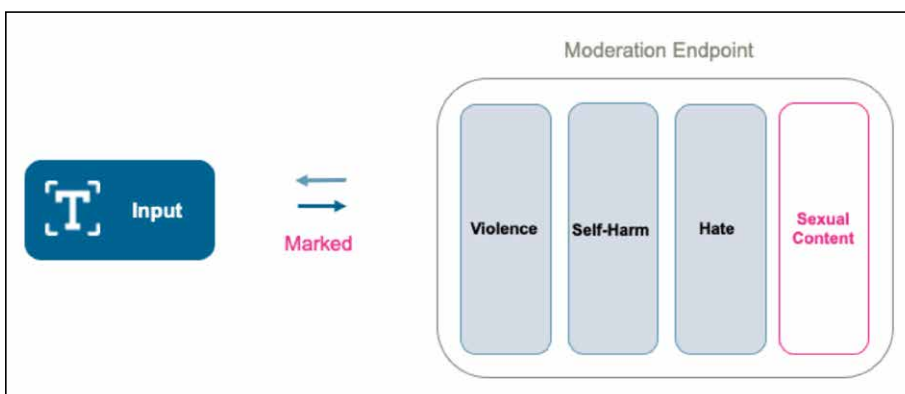 Moderation Endpoint
T Input
Marked
Violence
Self-Harm
Hate
Sexual
Content